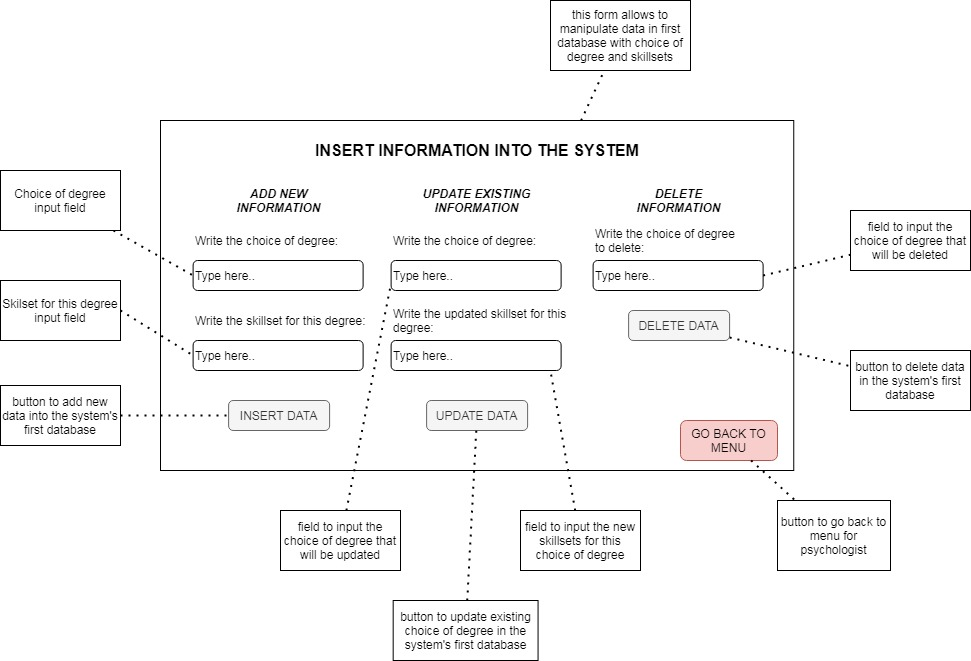 this form allows to
manipulate data in first
database with choice of
degree and skillsets
INSERT INFORMATION INTO THE SYSTEM
Choice of degree
input field
Skilset for this degree
input field
button to add new
data into the system's
first database
ADD NEW
INFORMATION
Write the choice of degree:
Type here..
Write the skillset for this degree:
Type here..
INSERT DATA
UPDATE EXISTING
INFORMATION
Write the choice of degree:
Type here..
Write the updated skillset for this
degree:
Type here..
UPDATE DATA
DELETE
INFORMATION
Write the choice of degree
to delete:
Type here..
DELETE DATA
GO BACK TO
MENU
field to input the
choice of degree that
will be deleted
button to delete data
in the system's first
database
field to input the
choice of degree that
will be updated
field to input the new
skillsets for this
choice of degree
button to go back to
menu for
psychologist
button to update existing
choice of degree in the
system's first database